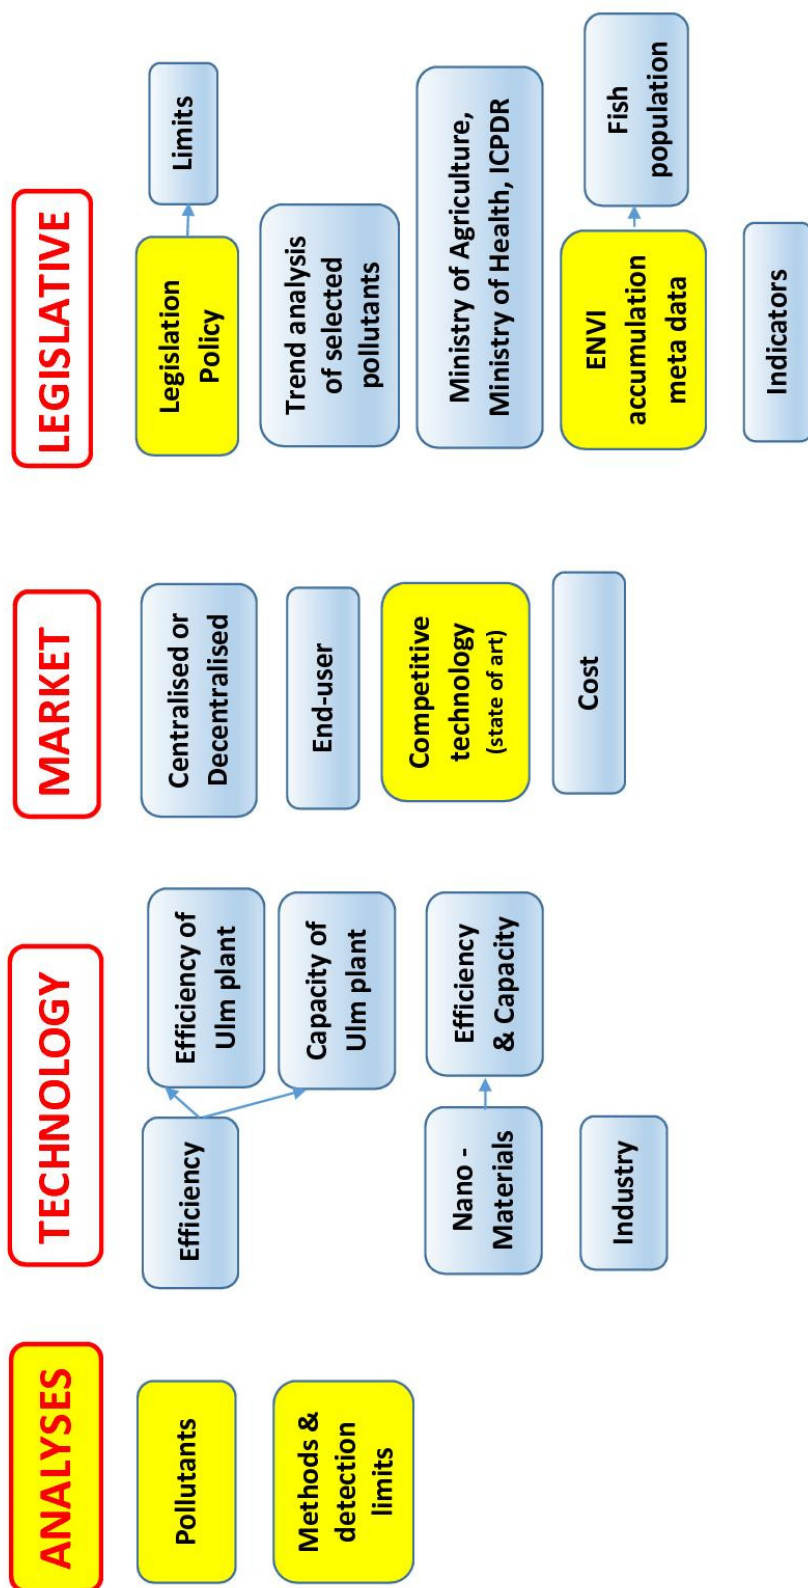 ANALYSES
Pollutants
Methods &
detection
limits
TECHNOLOGY
Efficiency
Efficiency of
Ulm plant
Capacity of
Ulm plant
Nano -
Materials
Efficiency
& Capacity
Industry
MARKET
Centralised or
Decentralised
End-user
Competitive
technology
(state of art)
Cost
LEGISLATIVE
Legislation
Policy
Limits
Trend analysis
of selected
pollutants
Ministry of Agriculture,
Ministry of Health, ICPDR
ENVI
accumulation
meta data
Fish
population
Indicators